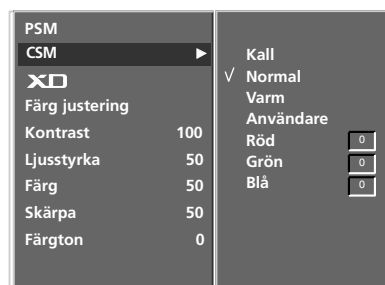 PSM
CSM ▶
XD
Färg justering
Kontrast 100
Ljusstyrka 50
Färg 50
Skärpa 50
Färgton 0
Kall
√ Normal
Varm
Användare
Röd 0
Grön 0
Blå 0